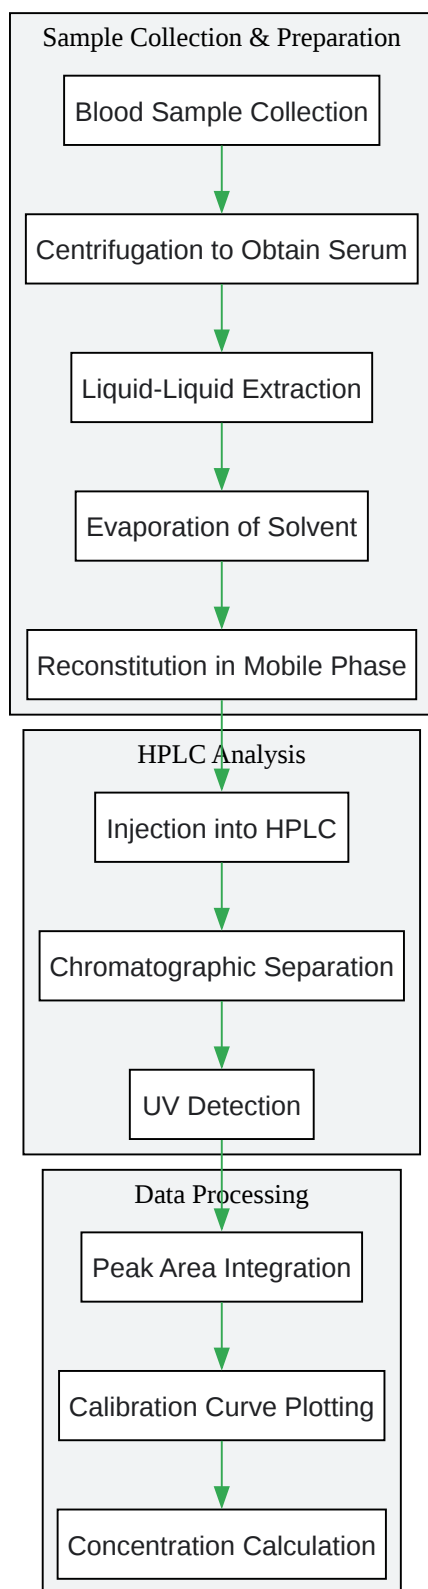 Sample Collection & Preparation
Blood Sample Collection
Centrifugation to Obtain Serum
Liquid-Liquid Extraction
Evaporation of Solvent
Reconstitution in Mobile Phase
HPLC Analysis
Injection into HPLC
Chromatographic Separation
UV Detection
Data Processing
Peak Area Integration
Calibration Curve Plotting
Concentration Calculation